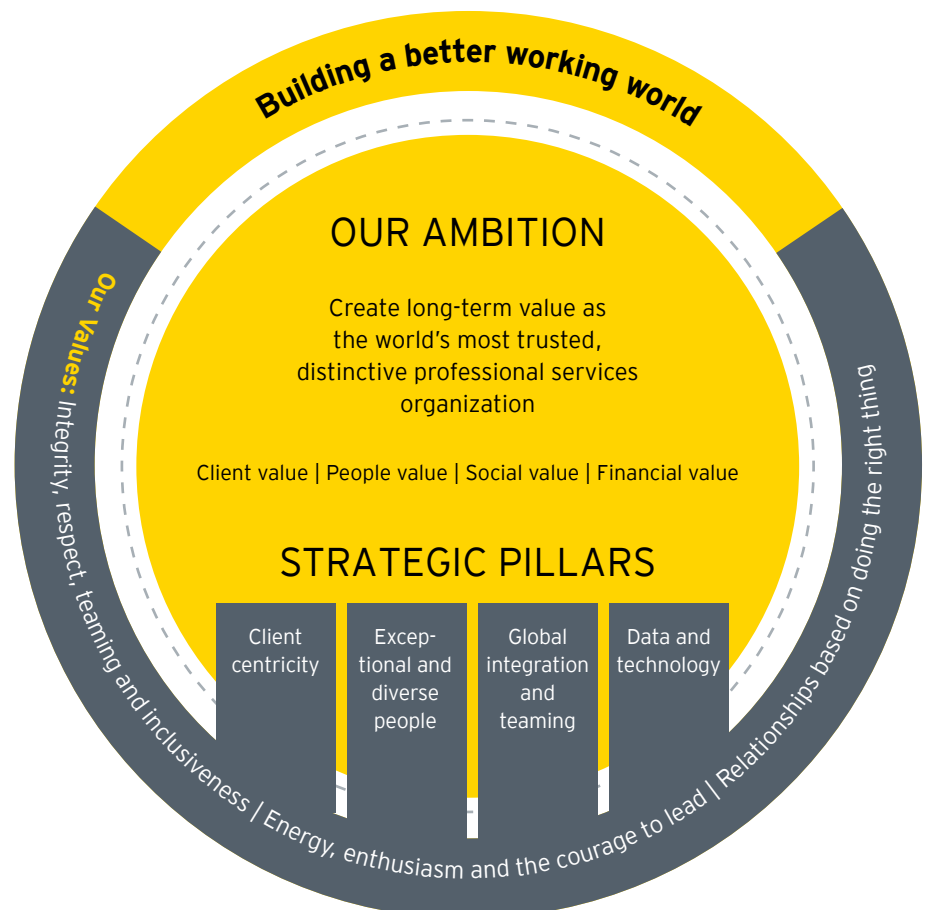 Building a better working world
OUR AMBITION
Create long-term value as
the world's most trusted,
distinctive professional services
organization
Client value | People value | Social value | Financial value
STRATEGIC PILLARS
Client
centricity
Excep-
tional and
diverse
people
Global
integration
and
teaming
Data and
technology
Our Values: Integrity, respect, teaming and inclusiveness | Energy, enthusiasm and the courage to lead | Relationships based on doing the right thing